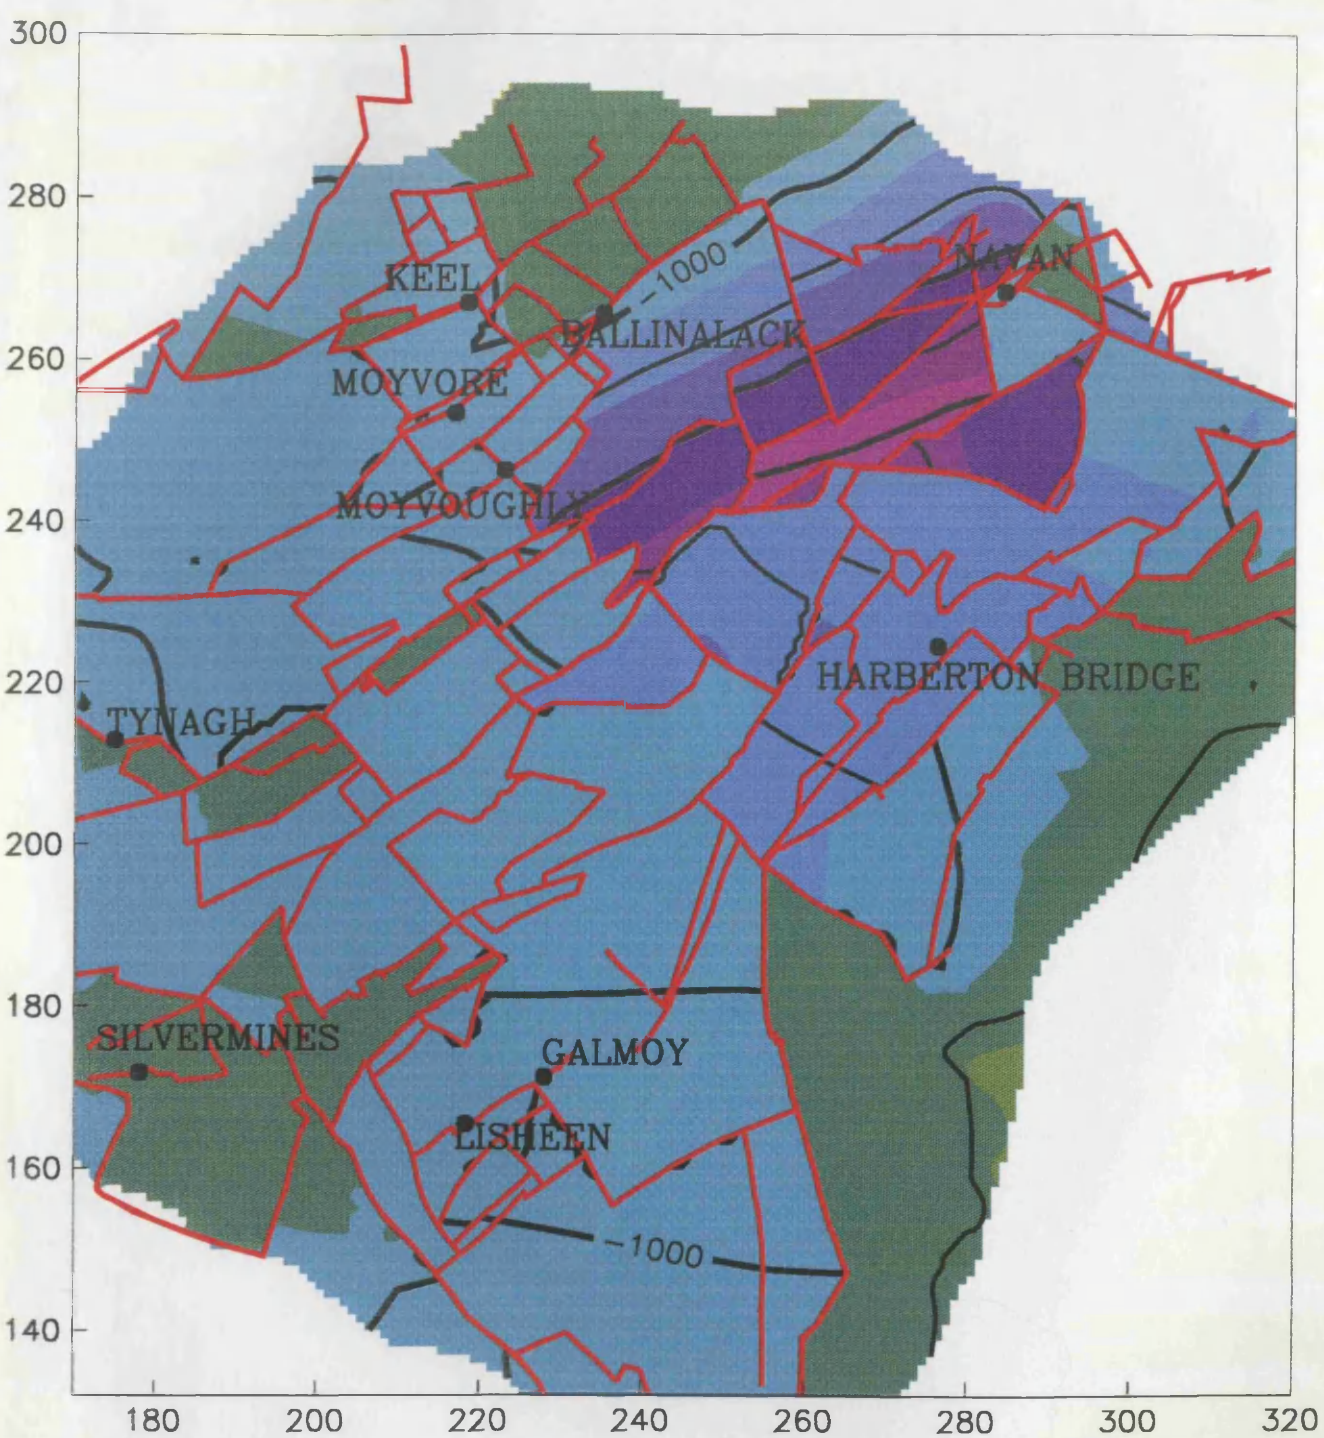 300
280
NAVAN
-1000
KEEL
260
BALLINALACK
MOYVORE
240
MOYVOUGHLY
220
HARBERTON BRIDGE
TYNAGH
200
180
SILVERMINES
GALMOY
LISHEEN
160
-1000
140
180 200 220 240 260 280 300 320